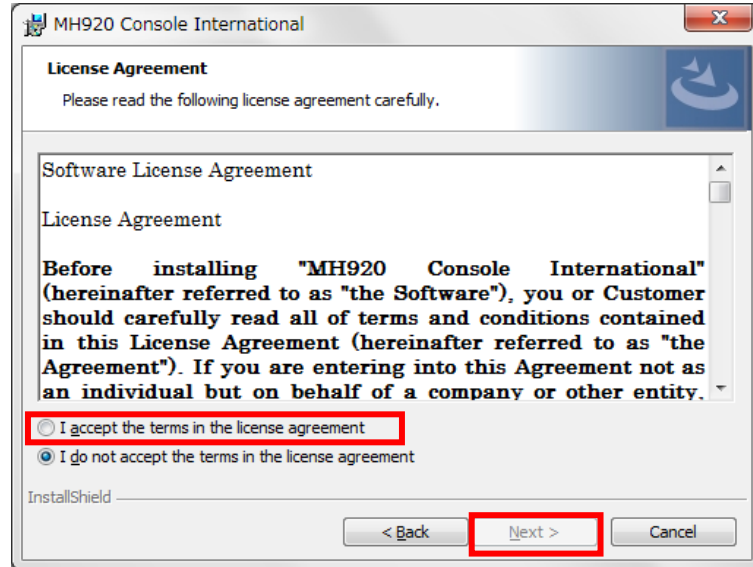 MH920 Console International
License Agreement
Please read the following license agreement carefully.
Software License Agreement
License Agreement
Before installing "MH920 Console International"
(hereinafter referred to as "the Software"), you or Customer
should carefully read all of terms and conditions contained
in this License Agreement (hereinafter referred to as "the
Agreement"). If you are entering into this Agreement not as
an individual but on behalf of a company or other entity,
I accept the terms in the license agreement
I do not accept the terms in the license agreement
InstallShield
< Back Next > Cancel